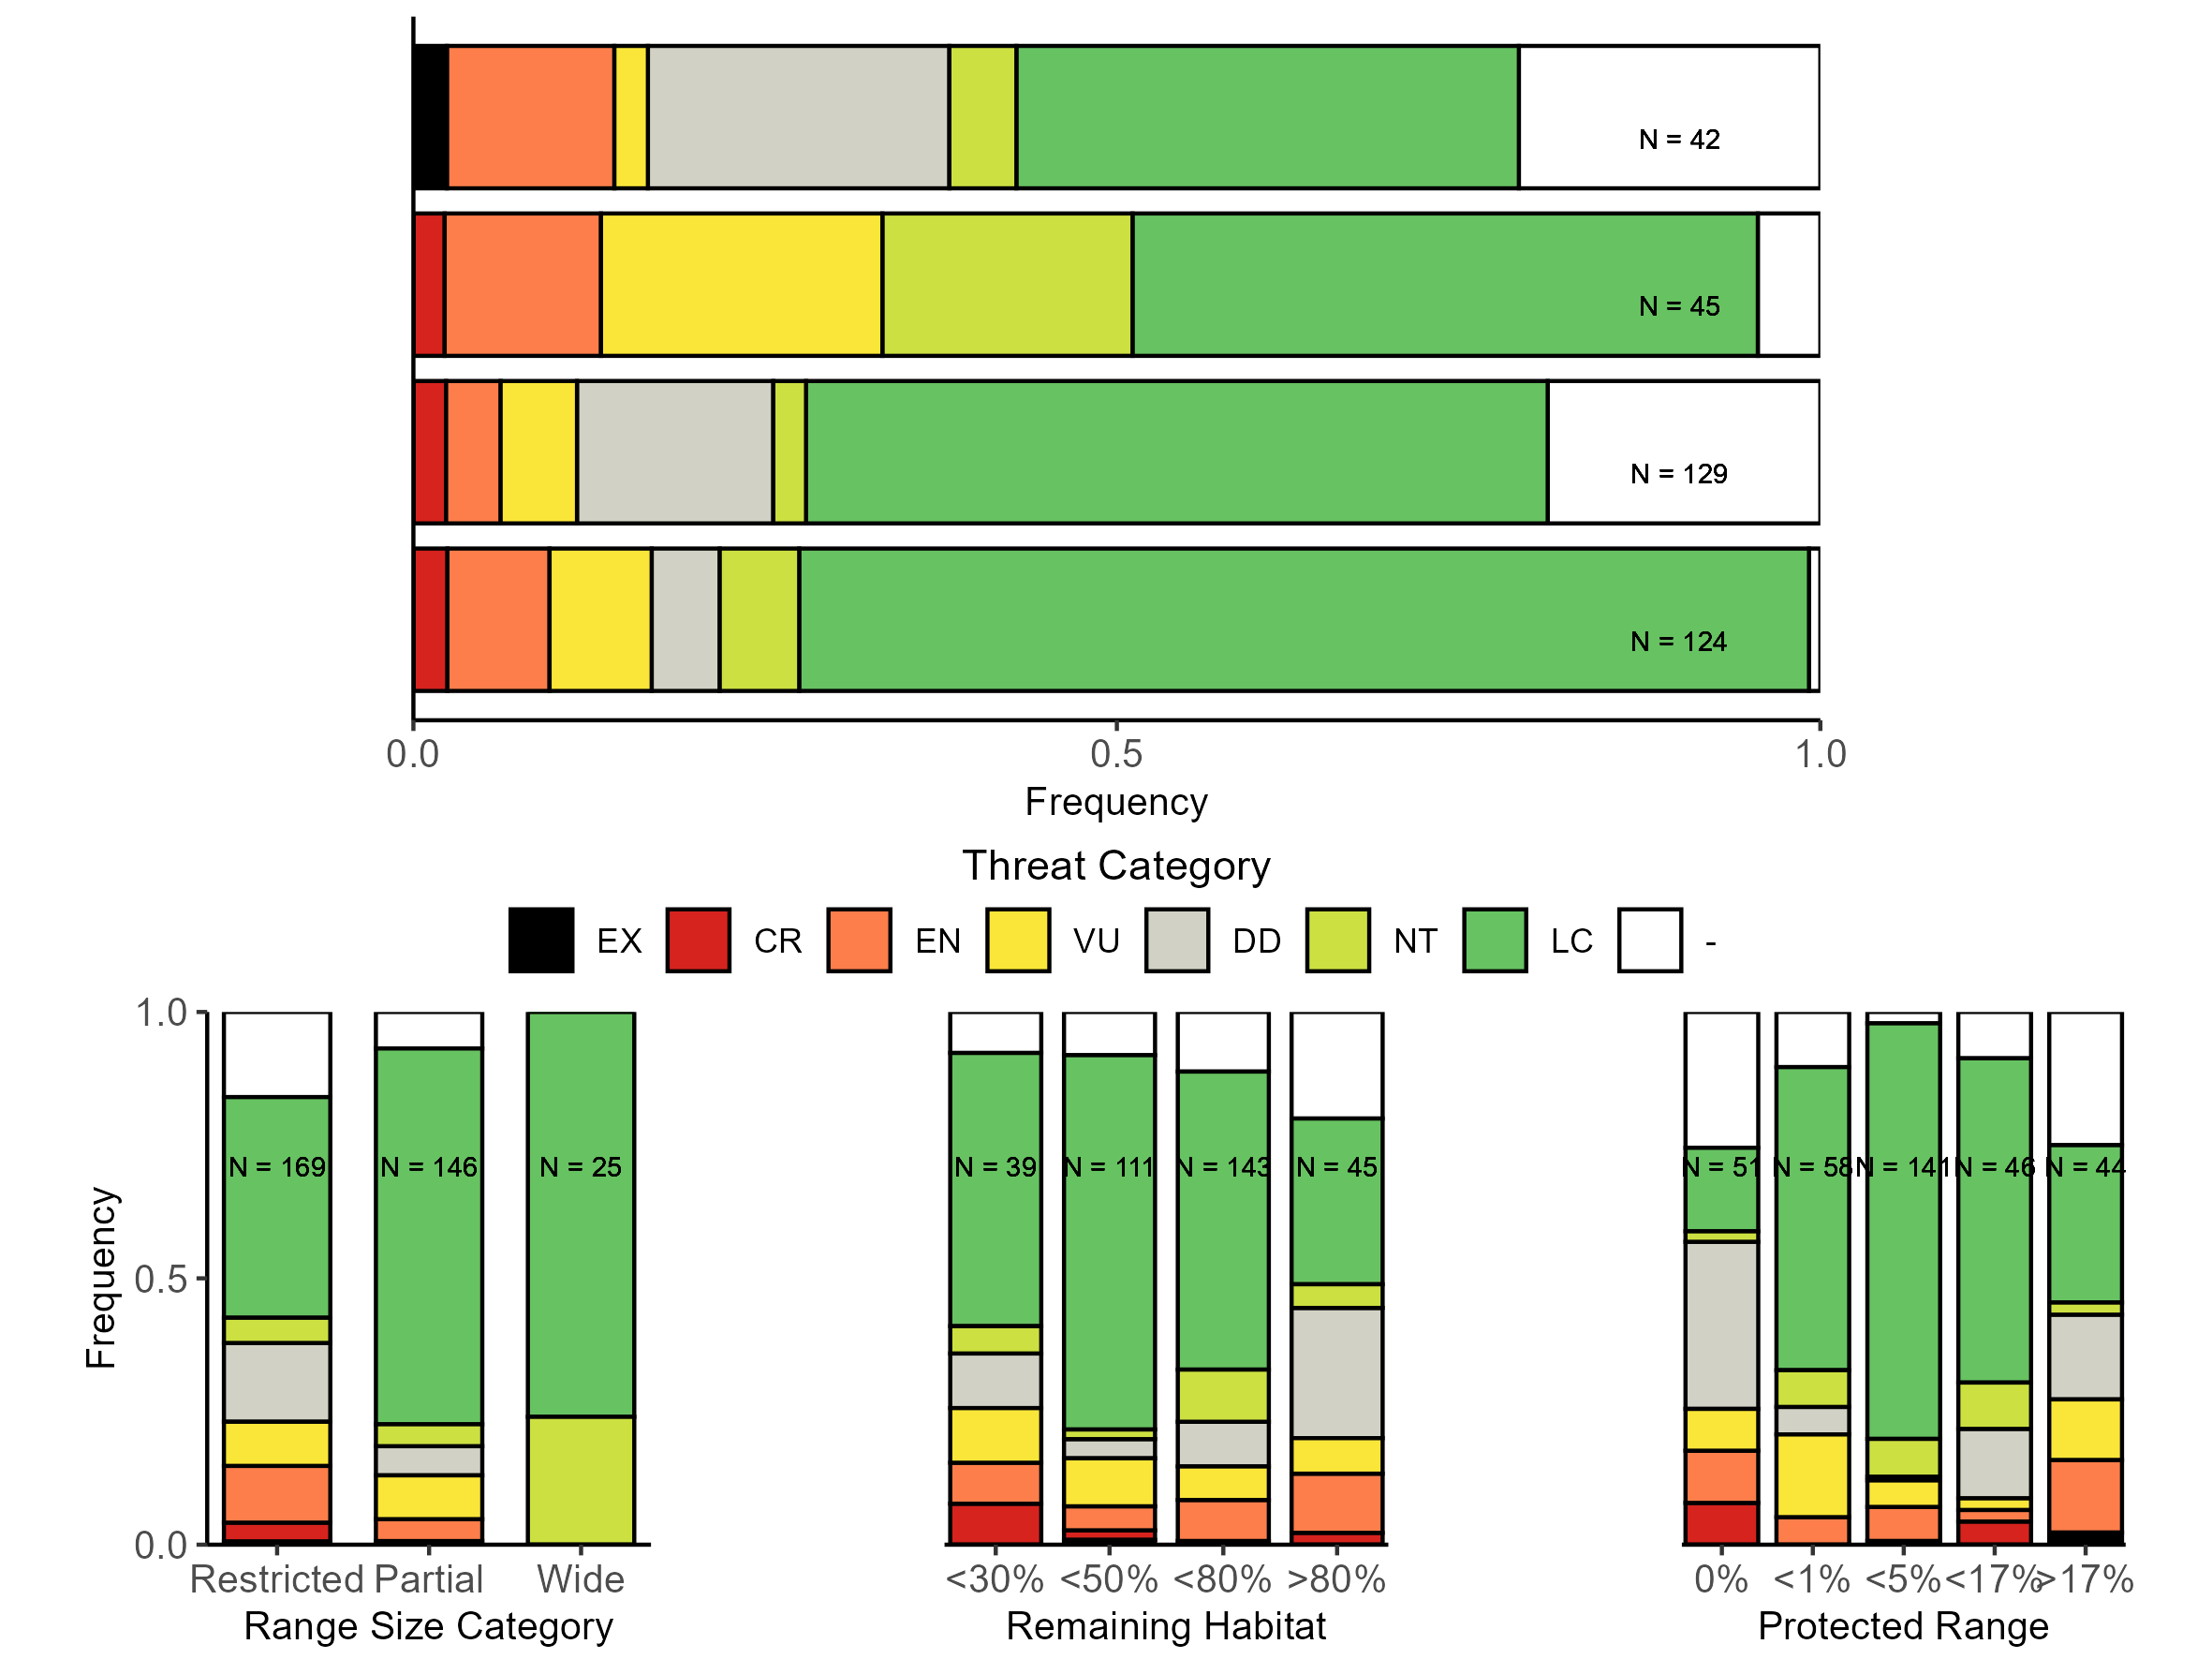 N = 42
N = 45
N = 129
N = 124
0.0 0.5 1.0
Frequency
Threat Category
EX CR EN VU DD NT LC -
1.0
0.5
0.0
Frequency
N = 169 N = 146 N = 25
Restricted Partial Wide
Range Size Category
N = 39 N = 111 N = 143 N = 45
<30% <50% <80% >80%
Remaining Habitat
N = 51 N = 58 N = 141 N = 46 N = 44
0% <1% <5% <17% >17%
Protected Range